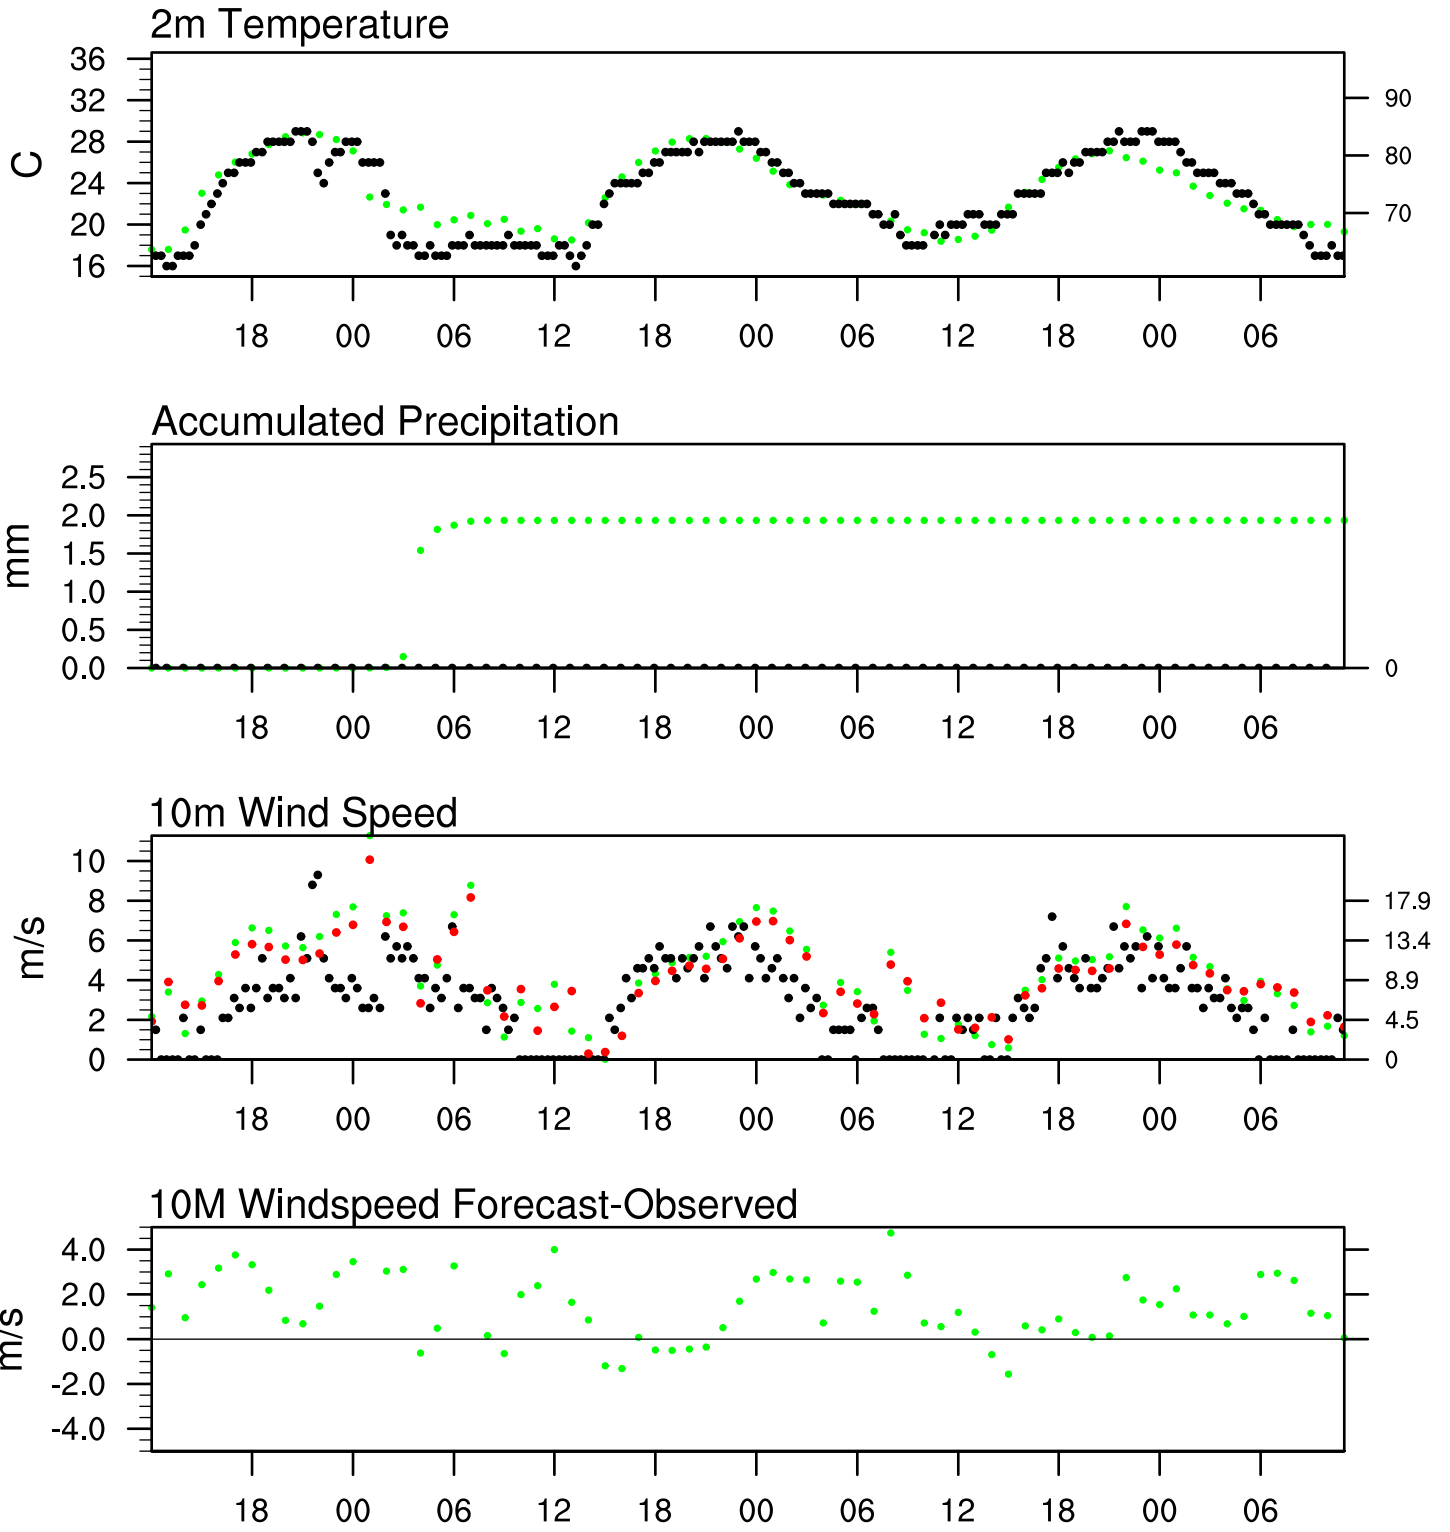 2m Temperature
36
32
28
24
20
16
C
90
80
70
18 00 06 12 18 00 06 12 18 00 06
Accumulated Precipitation
2.5
2.0
1.5
1.0
0.5
0.0
mm
0
18 00 06 12 18 00 06 12 18 00 06
10m Wind Speed
10
8
6
4
2
0
m/s
17.9
13.4
8.9
4.5
0
18 00 06 12 18 00 06 12 18 00 06
10M Windspeed Forecast-Observed
4.0
2.0
0.0
-2.0
-4.0
m/s
18 00 06 12 18 00 06 12 18 00 06